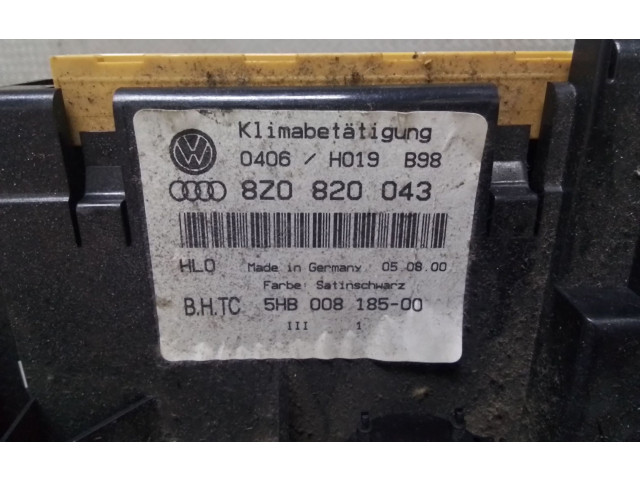 Klimabetätigung
0406 / H019 B98
8Z0 820 043
HL0 Made in Germany 05.08.00
Farbe: Satinschwarz
B.H.TC 5HB 008 185-00
III 1